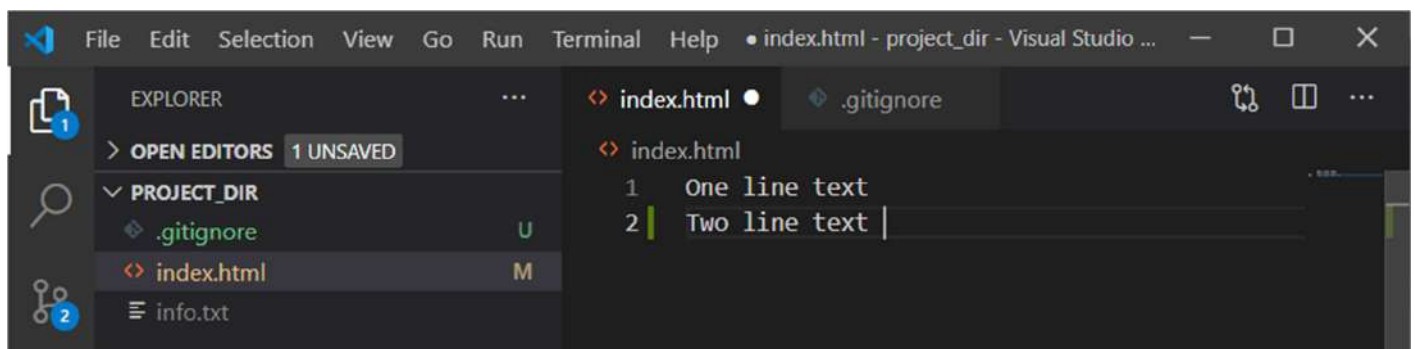 File Edit Selection View Go Run Terminal Help ● index.html - project_dir - Visual Studio ...
EXPLORER ...
1
> OPEN EDITORS 1 UNSAVED
PROJECT_DIR
.gitignore U
index.html M
info.txt
2
index.html ● .gitignore ...
index.html
1 One line text
2 Two line text